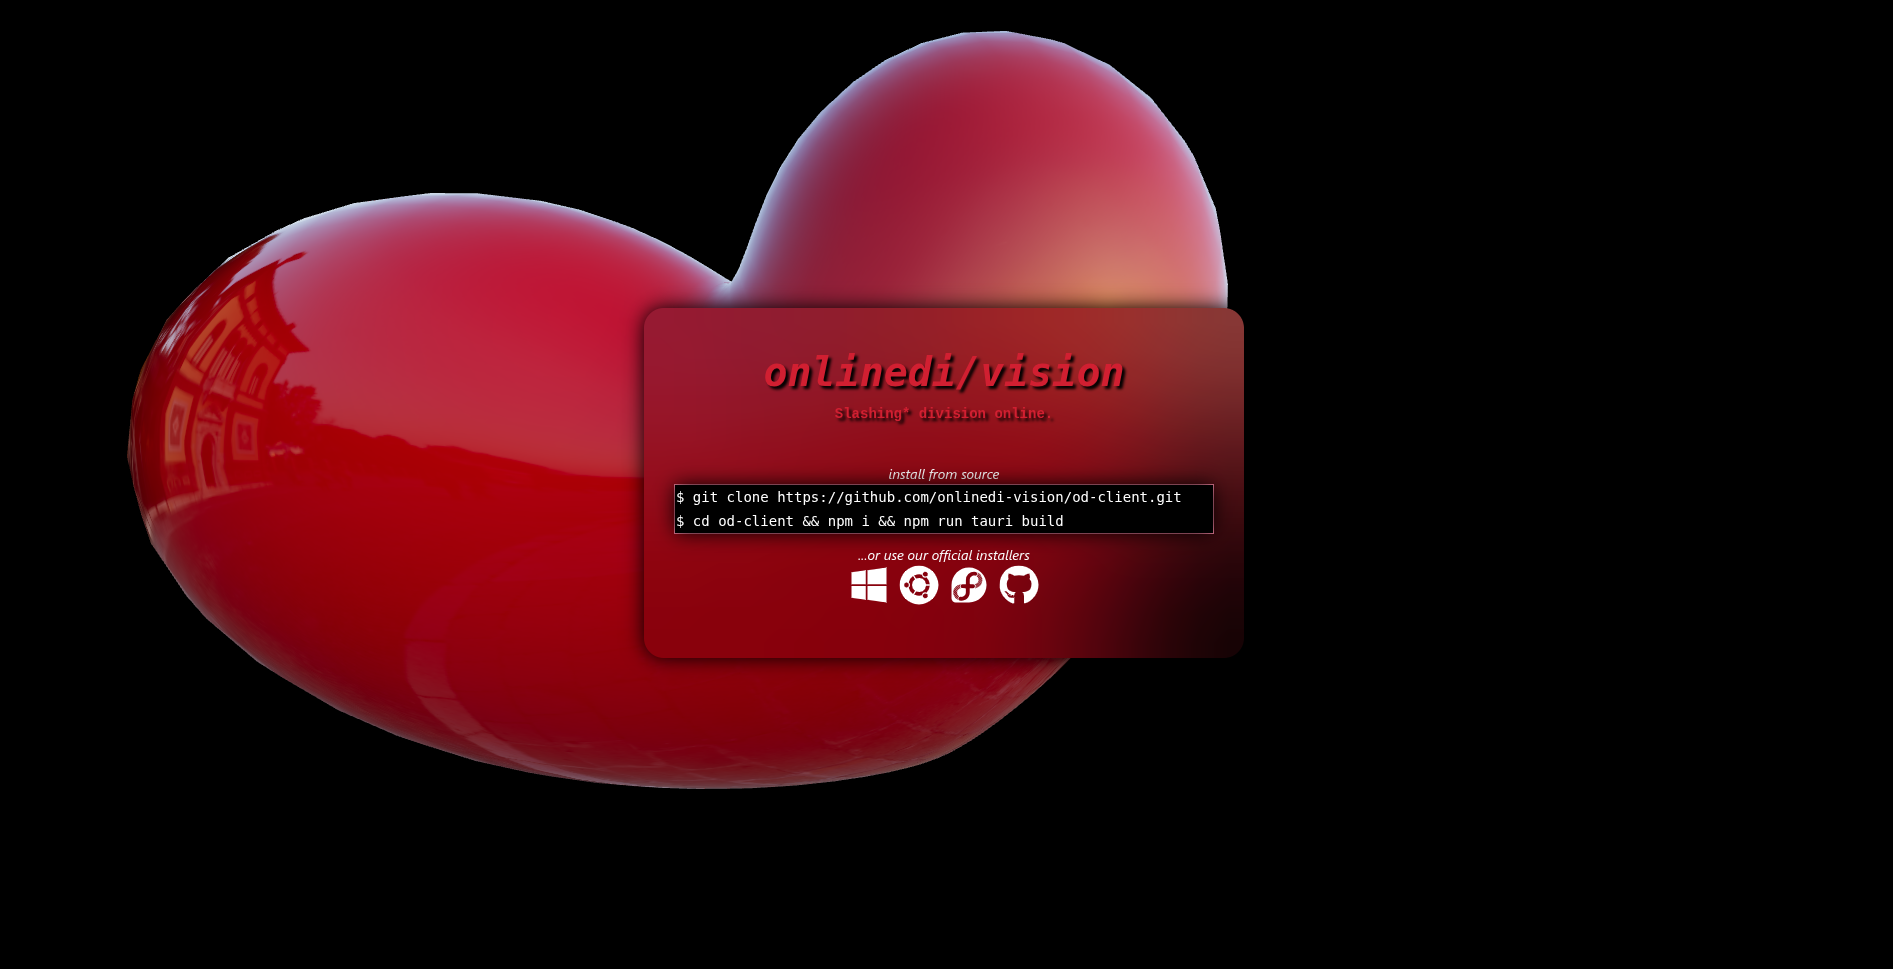 onlinedi/vision
Slashing* division online.
install from source
$ git clone https://github.com/onlinedi-vision/od-client.git
$ cd od-client && npm i && npm run tauri build
...or use our official installers